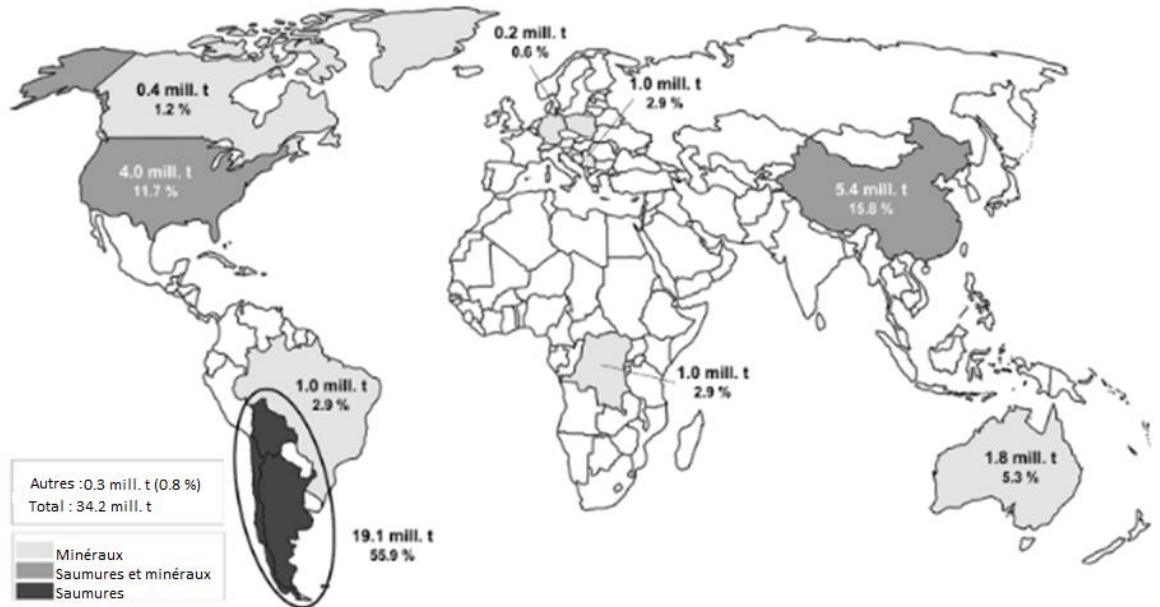 0.2 mill. t
0.6 %
1.0 mill. t
2.9 %
0.4 mill. t
1.2 %
4.0 mill. t
11.7 %
5.4 mill. t
15.8 %
1.0 mill. t
2.9 %
1.0 mill. t
2.9 %
1.8 mill. t
5.3 %
19.1 mill. t
55.9 %
Autres :0.3 mill. t (0.8 %)
Total : 34.2 mill. t
Minéraux
Saumures et minéraux
Saumures